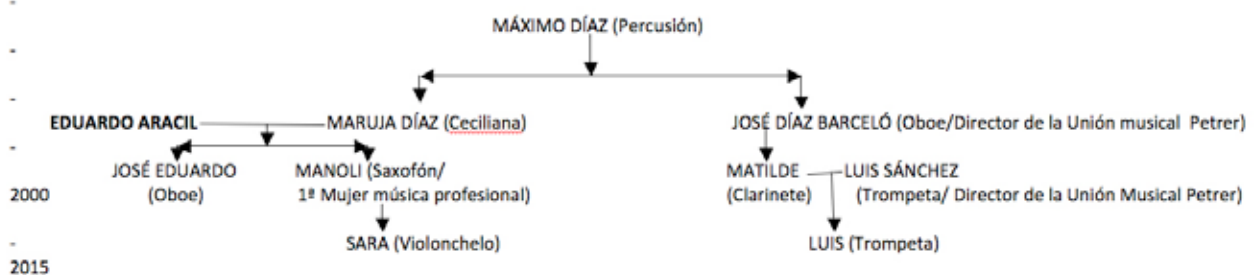 -
MÁXIMO DÍAZ (Percusión)
-
-
EDUARDO ARACIL MARUJA DÍAZ (Ceciliana) JOSÉ DÍAZ BARCELÓ (Oboe/Director de la Unión musical Petrer)
-
JOSÉ EDUARDO MANOLI (Saxofón/ MATILDE LUIS SÁNCHEZ
2000 (Oboe) 1ª Mujer música profesional) (Clarinete) (Trompeta/ Director de la Unión Musical Petrer)
- SARA (Violonchelo) LUIS (Trompeta)
2015